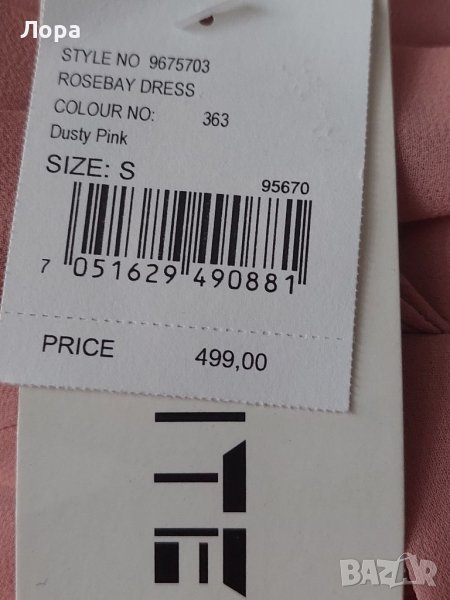 Лора
STYLE NO 9675703
ROSEBAY DRESS
COLOUR NO: 363
Dusty Pink
SIZE: S
95670
7 051629 490881
PRICE 499,00
ITE
BAZAR